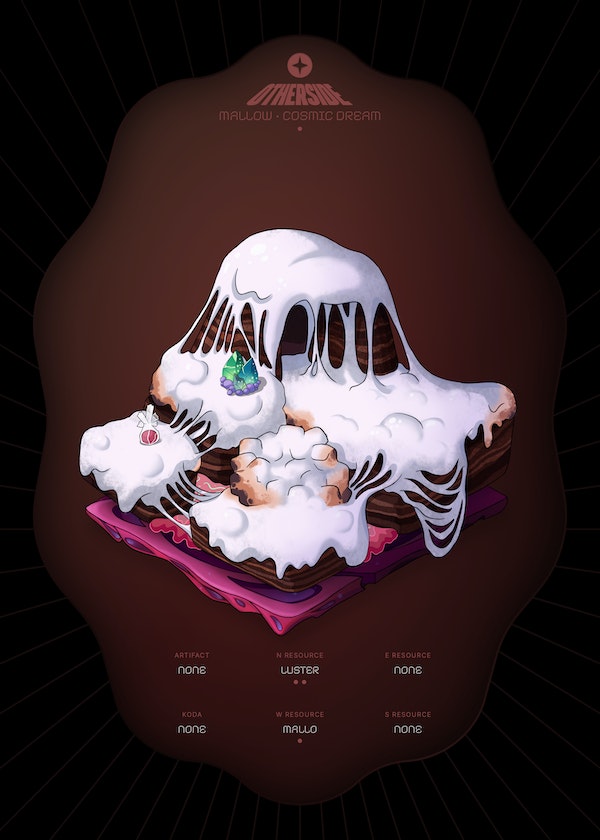 OTHERSIDE
MALLOW · COSMIC DREAM
ARTIFACT N RESOURCE E RESOURCE
NONE LUSTER NONE
KODA W RESOURCE S RESOURCE
NONE MALLO NONE